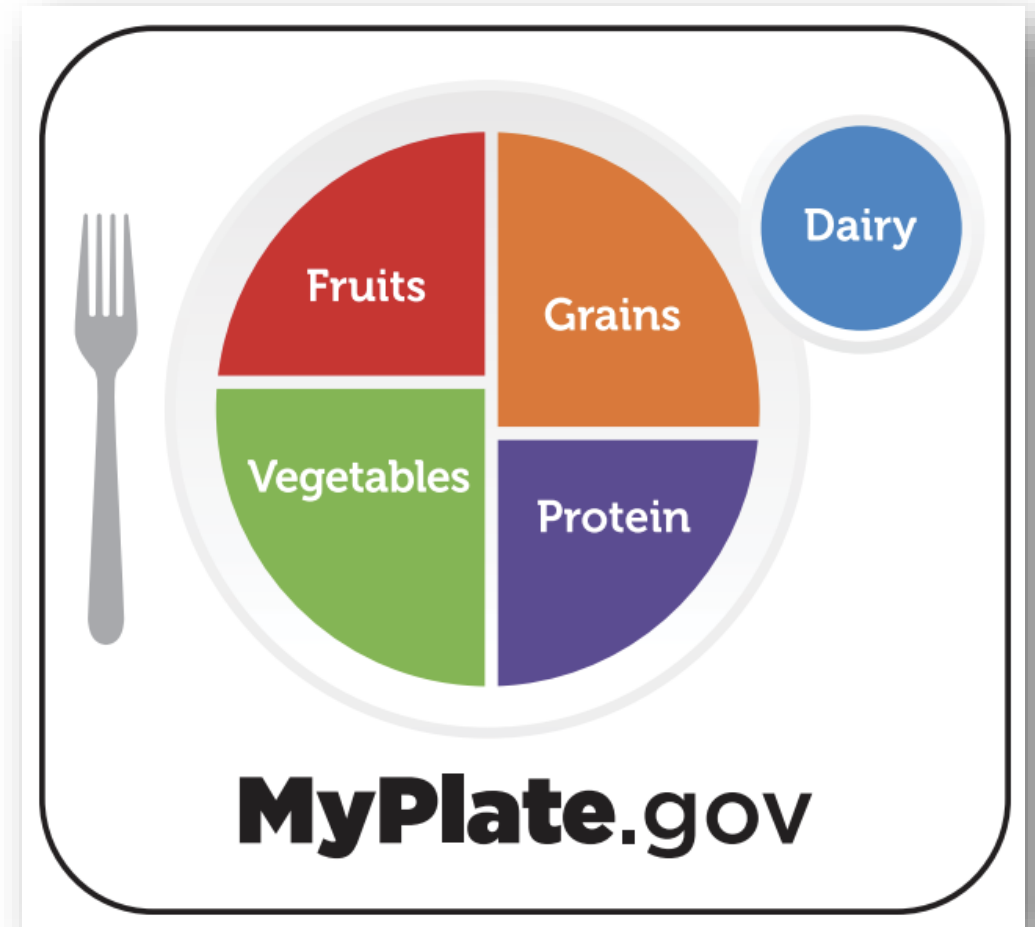 Fruits
Grains
Dairy
Vegetables
Protein
MyPlate.gov